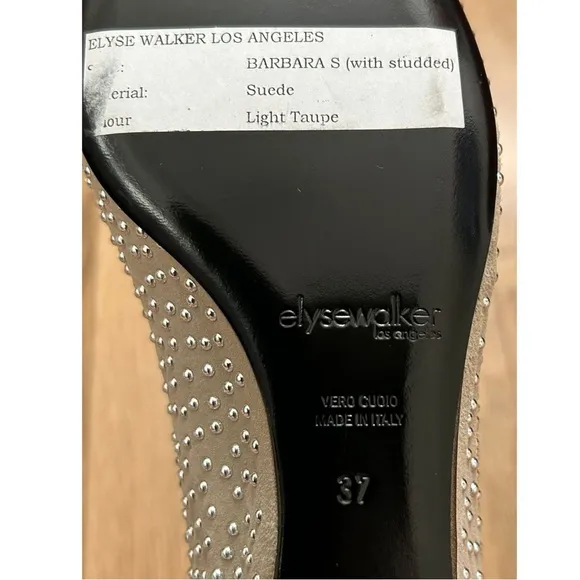 ELYSE WALKER LOS ANGELES
BARBARA S (with studded)
erial: Suede
our Light Taupe
elysewalker
los angeles
VERO CUOIO
MADE IN ITALY
37